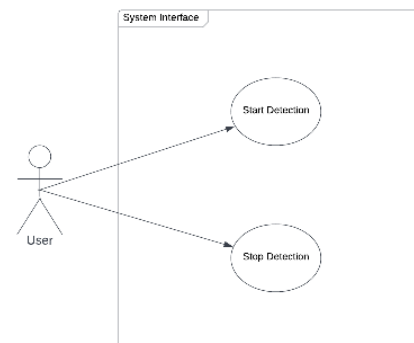 System Interface
Start Detection
User
Stop Detection